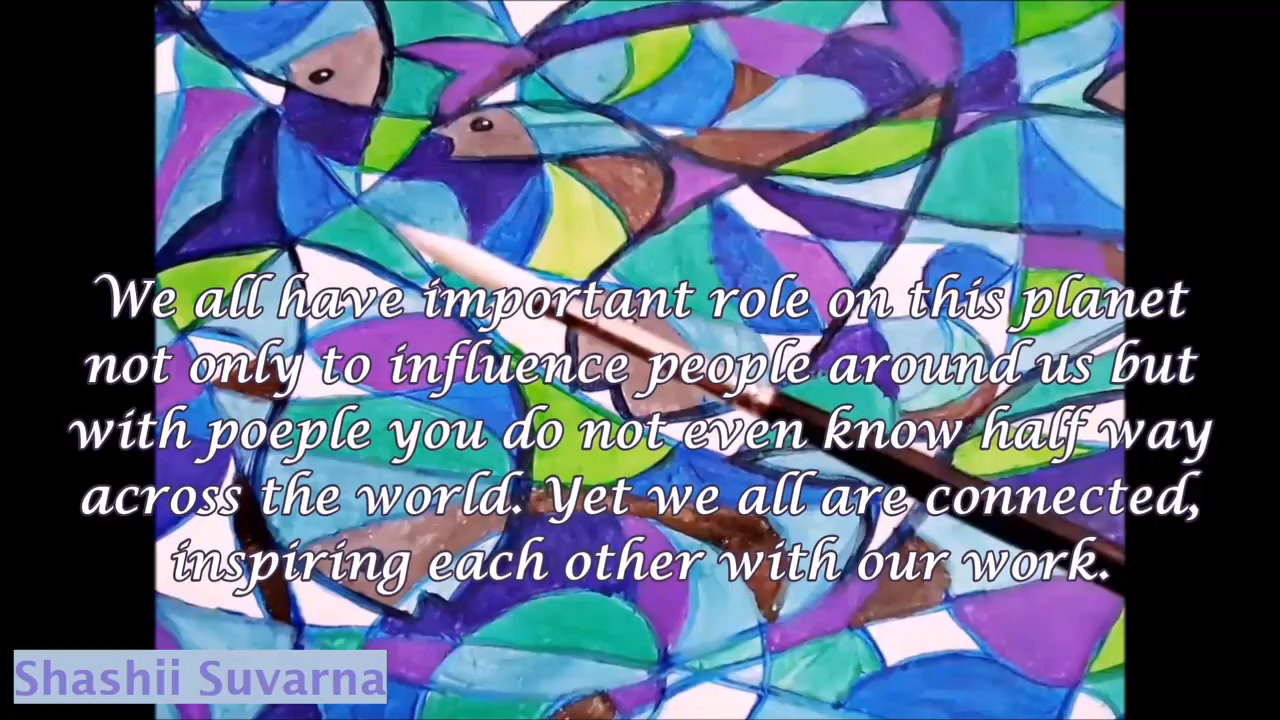 We all have important role on this planet
not only to influence people around us but
with poeple you do not even know half way
across the world. Yet we all are connected,
inspiring each other with our work.
Shashii Suvarna